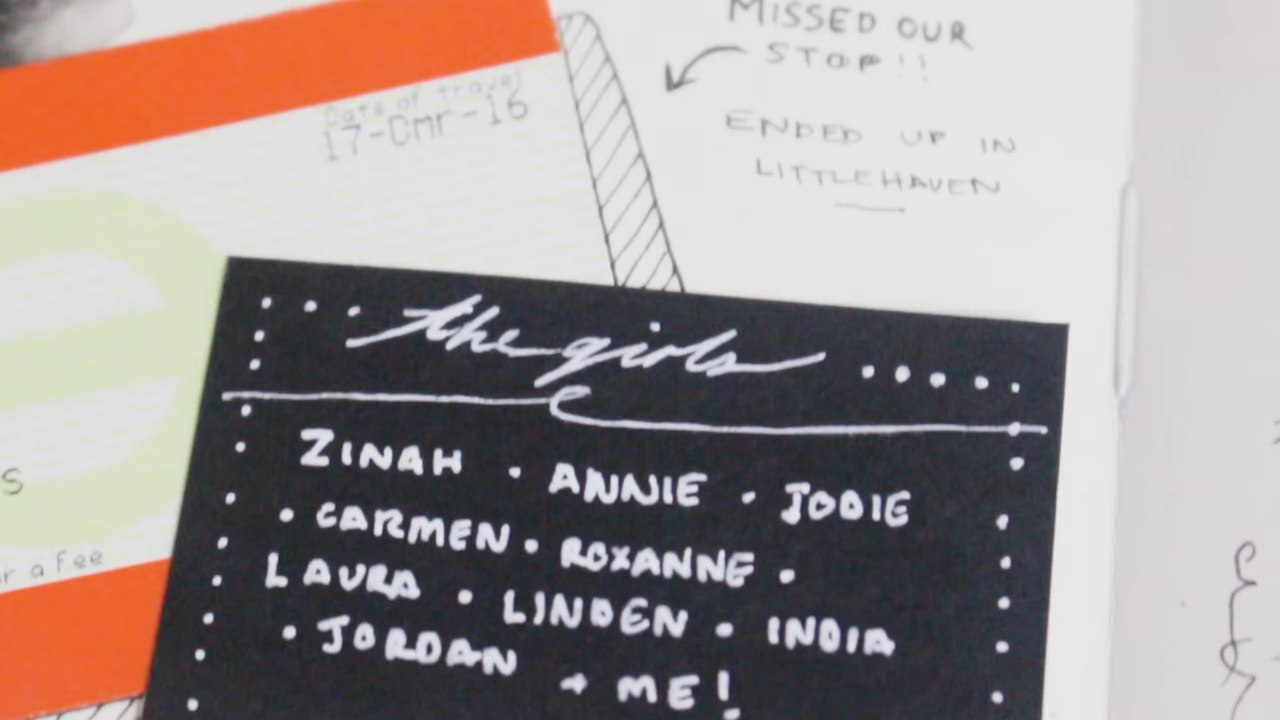 MISSED OUR
STOP!!
ENDED UP IN
LITTLEHAVEN
Date of travel
17-Dmr-16
the girls
ZINAH · ANNIE · JODIE
· CARMEN · ROXANNE ·
LAURA · LINDEN · INDIA
· JORDAN + ME!
s
r a fee